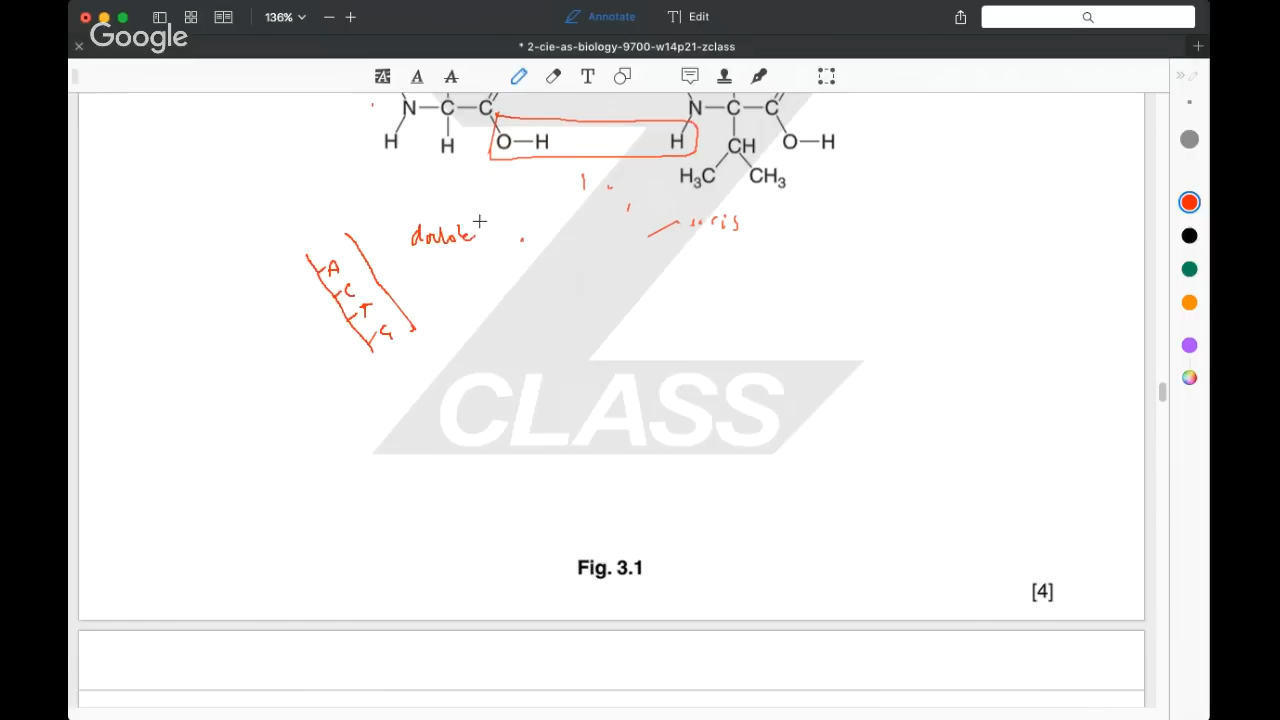 136% Annotate T| Edit
Google
* 2-cie-as-biology-9700-w14p21-zclass
A A A T
N C C N C C
H H O H H CH O H
H3C CH3
double
A
C
T
G
CLASS
Fig. 3.1
[4]